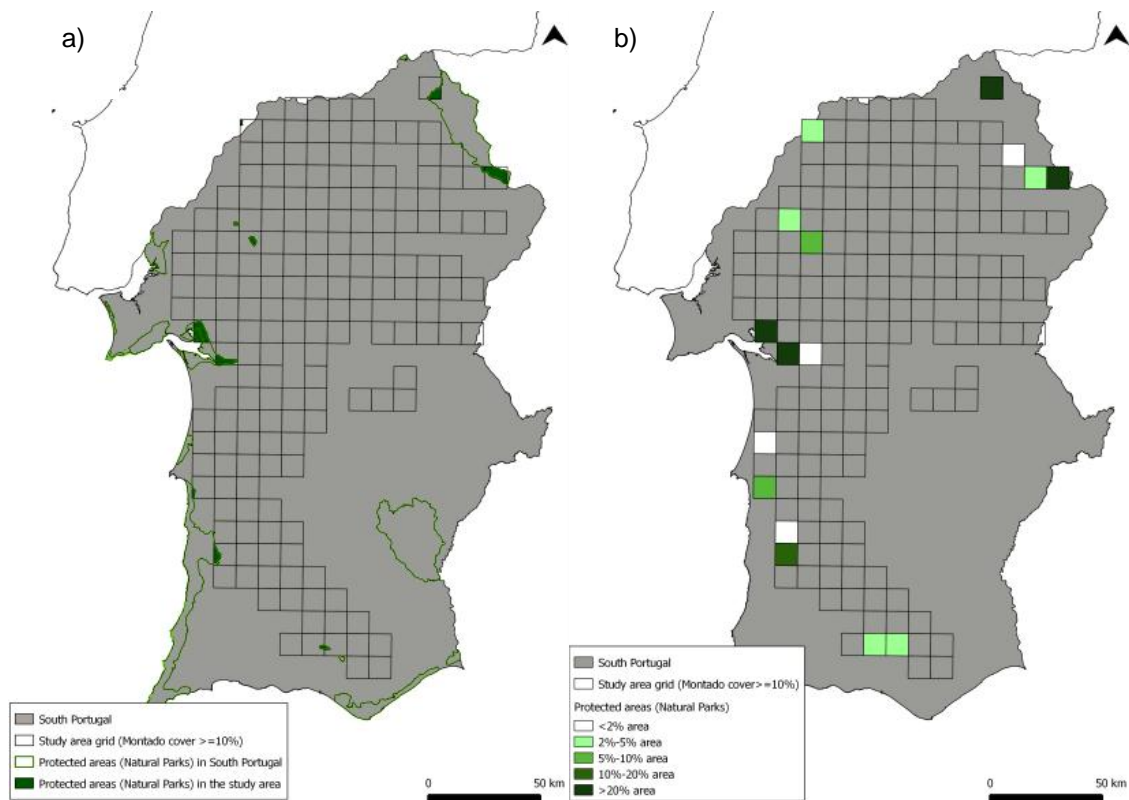 a)
South Portugal
Study area grid (Montado cover >=10%)
Protected areas (Natural Parks) in South Portugal
Protected areas (Natural Parks) in the study area
0 50 km
b)
South Portugal
Study area grid (Montado cover>=10%)
Protected areas (Natural Parks)
<2% area
2%-5% area
5%-10% area
10%-20% area
>20% area
0 50 km